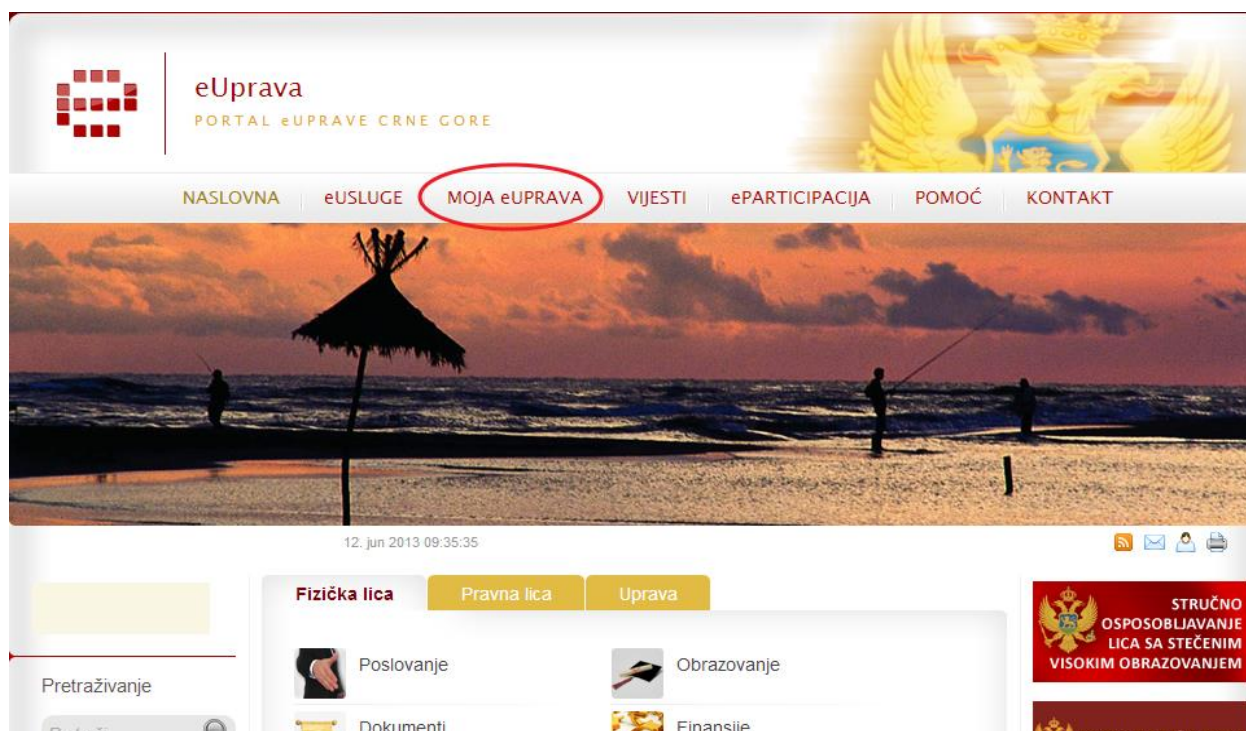 eUprava
PORTAL eUPRAVE CRNE GORE
NASLOVNA eUSLUGE MOJA eUPRAVA VIJESTI ePARTICIPACIJA POMOĆ KONTAKT
12. jun 2013 09:35:35
Fizička lica Pravna lica Uprava
Poslovanje Obrazovanje
Pretraživanje
Dokumenti Finansije
STRUČNO
OSPOSOBLJAVANJE
LICA SA STEČENIM
VISOKIM OBRAZOVANJEM